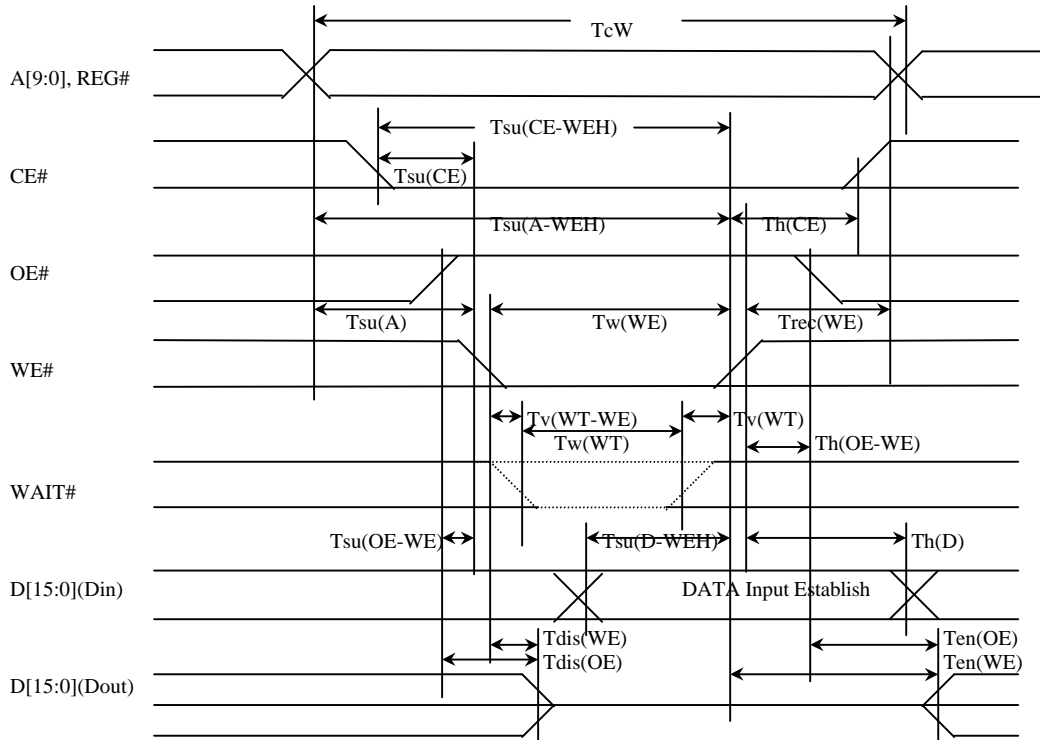 TcW
A[9:0], REG#
Tsu(CE-WEH)
CE#
Tsu(CE)
Tsu(A-WEH) Th(CE)
OE#
Tsu(A) Tw(WE) Trec(WE)
WE#
Tv(WT-WE) Tv(WT)
Tw(WT) Th(OE-WE)
WAIT#
Tsu(OE-WE) Tsu(D-WEH) Th(D)
D[15:0](Din) DATA Input Establish
Tdis(WE) Ten(OE)
Tdis(OE) Ten(WE)
D[15:0](Dout)